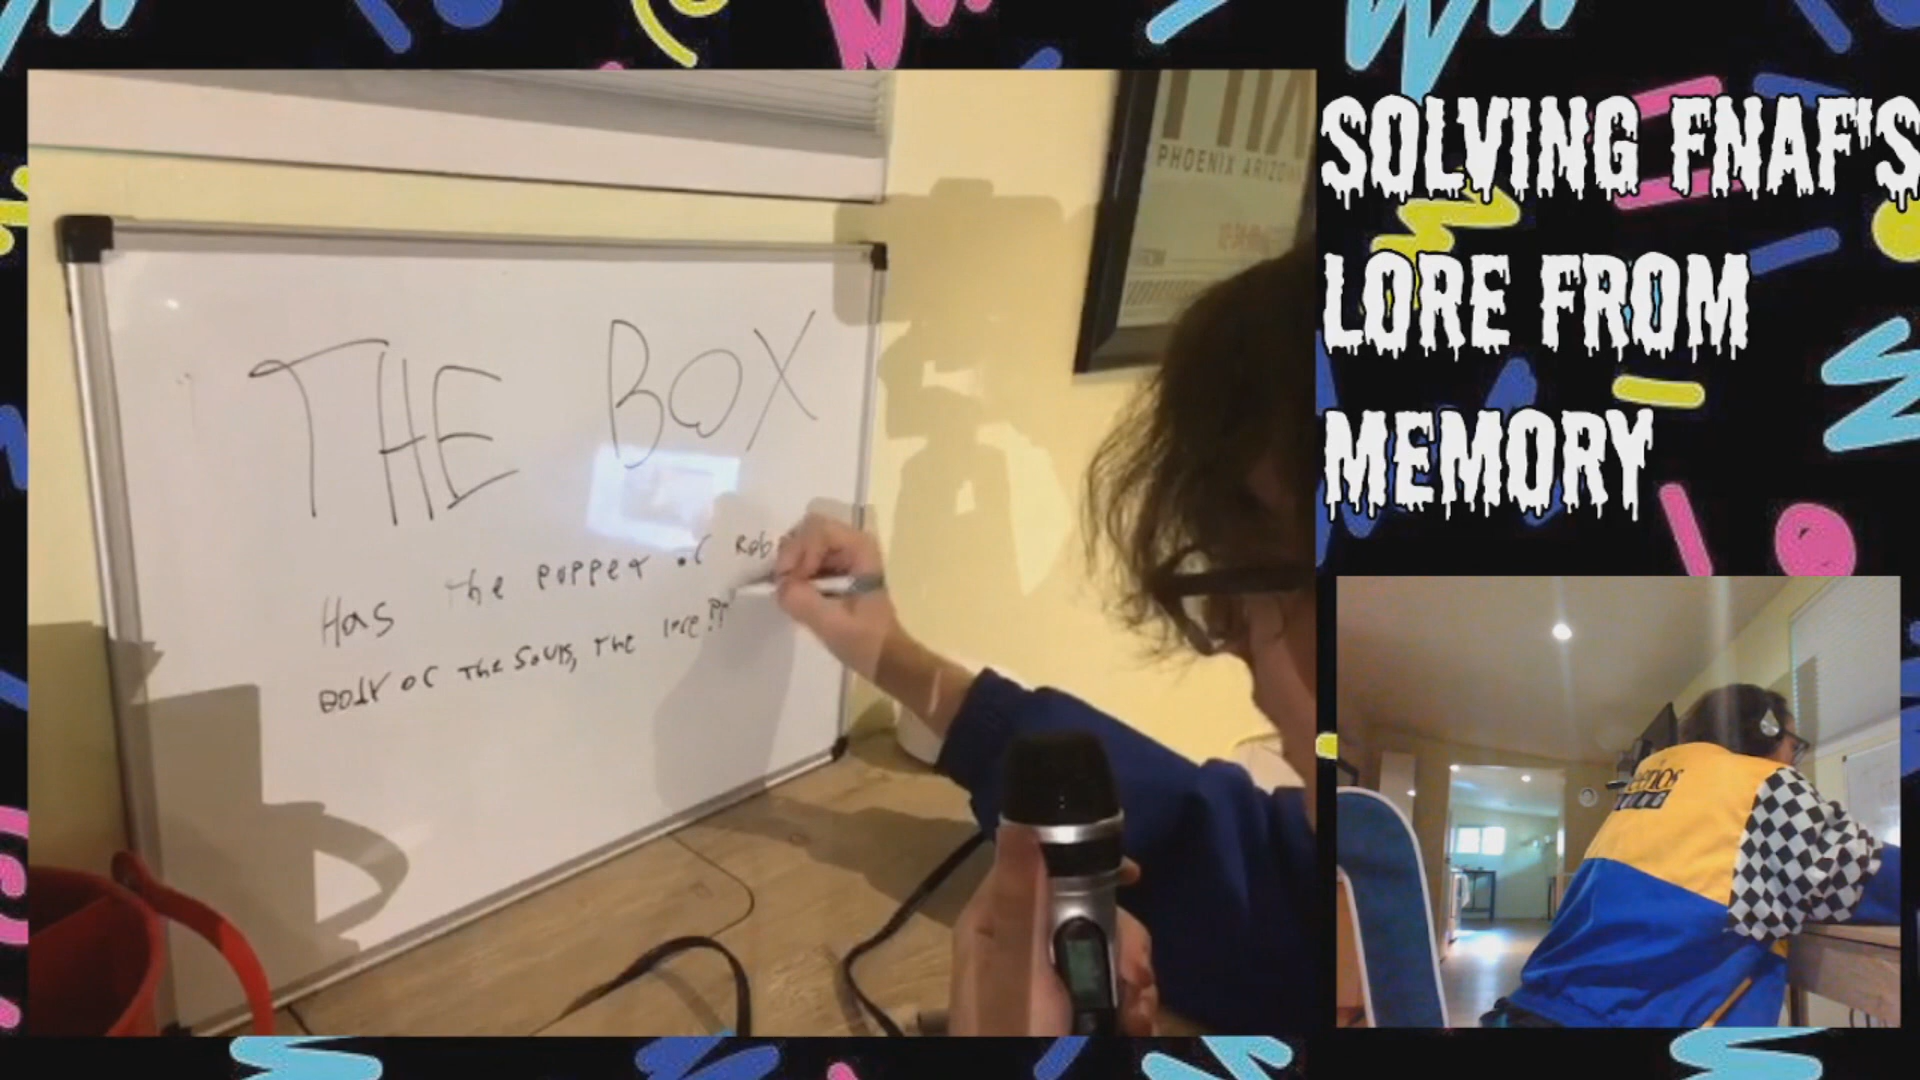 SOLVING FNAF'S
LORE FROM
MEMORY
PHOENIX ARIZO
THE BOX
Has the puppet of Rob
Body of the souls, the lore??